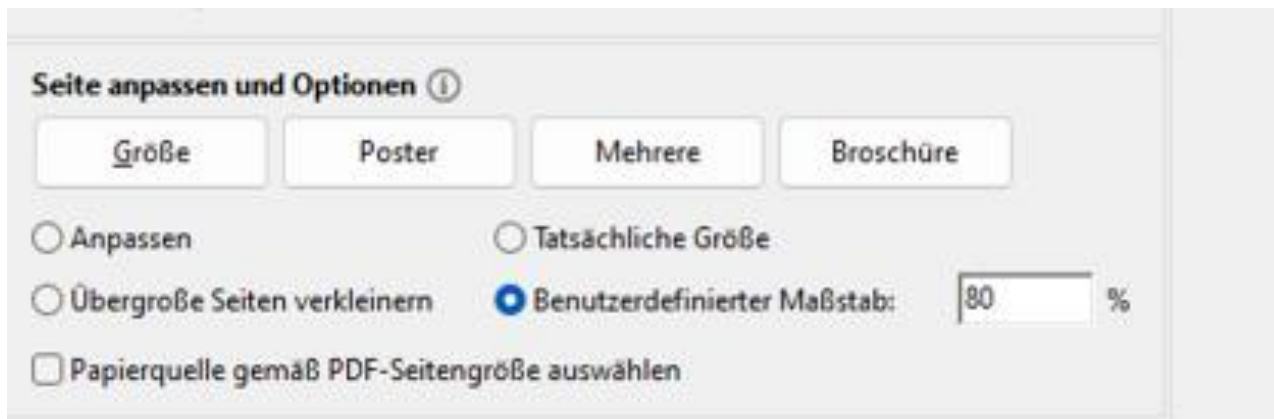 Seite anpassen und Optionen ⓘ
Größe Poster Mehrere Broschüre
Anpassen Tatsächliche Größe
Übergroße Seiten verkleinern Benutzerdefinierter Maßstab: 80 %
Papierquelle gemäß PDF-Seitengröße auswählen